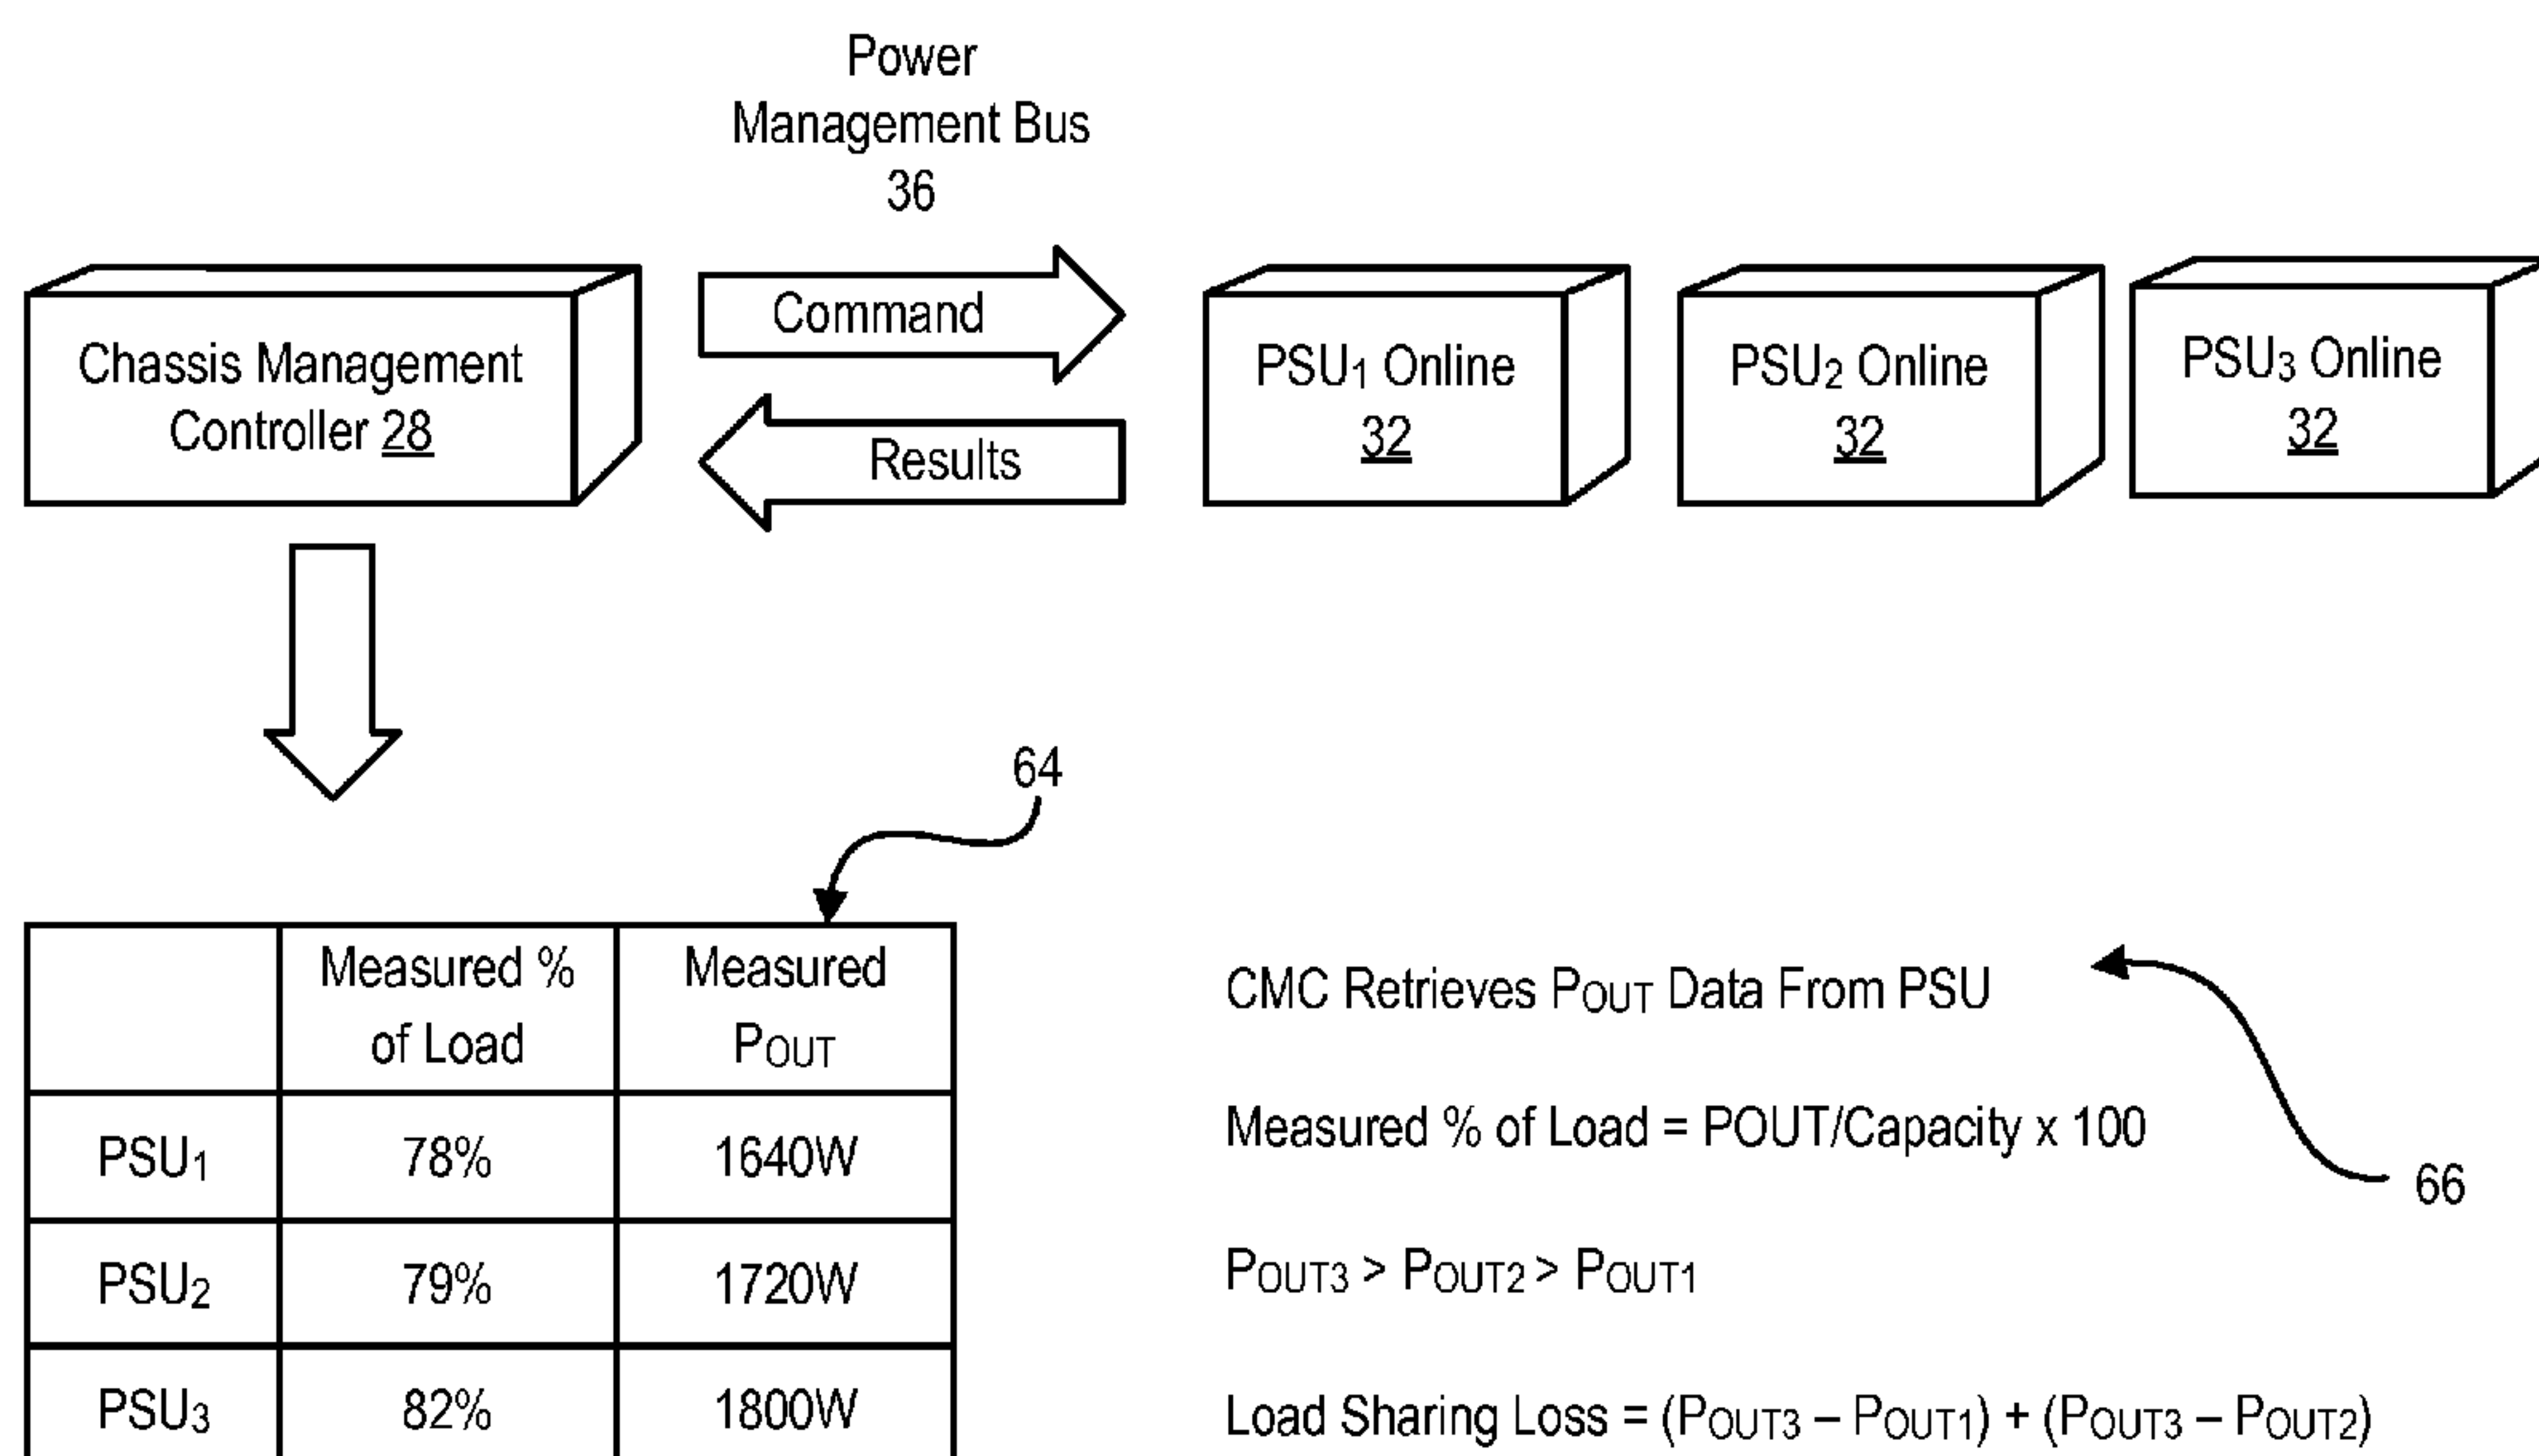 Power
Management Bus
36
Command
Results
Chassis Management
Controller 28
PSU1 Online
32
PSU2 Online
32
PSU3 Online
32
64
Measured %
of Load
Measured
POUT
PSU1 78% 1640W
PSU2 79% 1720W
PSU3 82% 1800W
CMC Retrieves POUT Data From PSU
Measured % of Load = POUT/Capacity x 100
66
POUT3 > POUT2 > POUT1
Load Sharing Loss = (POUT3 – POUT1) + (POUT3 – POUT2)